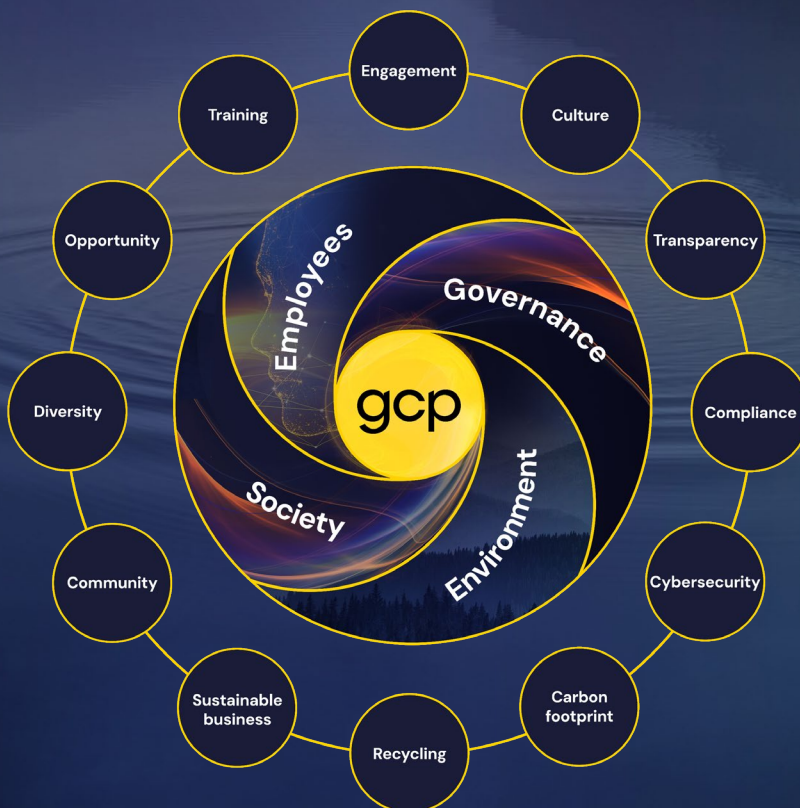 Engagement
Training
Culture
Opportunity
Transparency
Employees
Governance
gcp
Diversity
Compliance
Society
Environment
Community
Cybersecurity
Sustainable
business
Carbon
footprint
Recycling